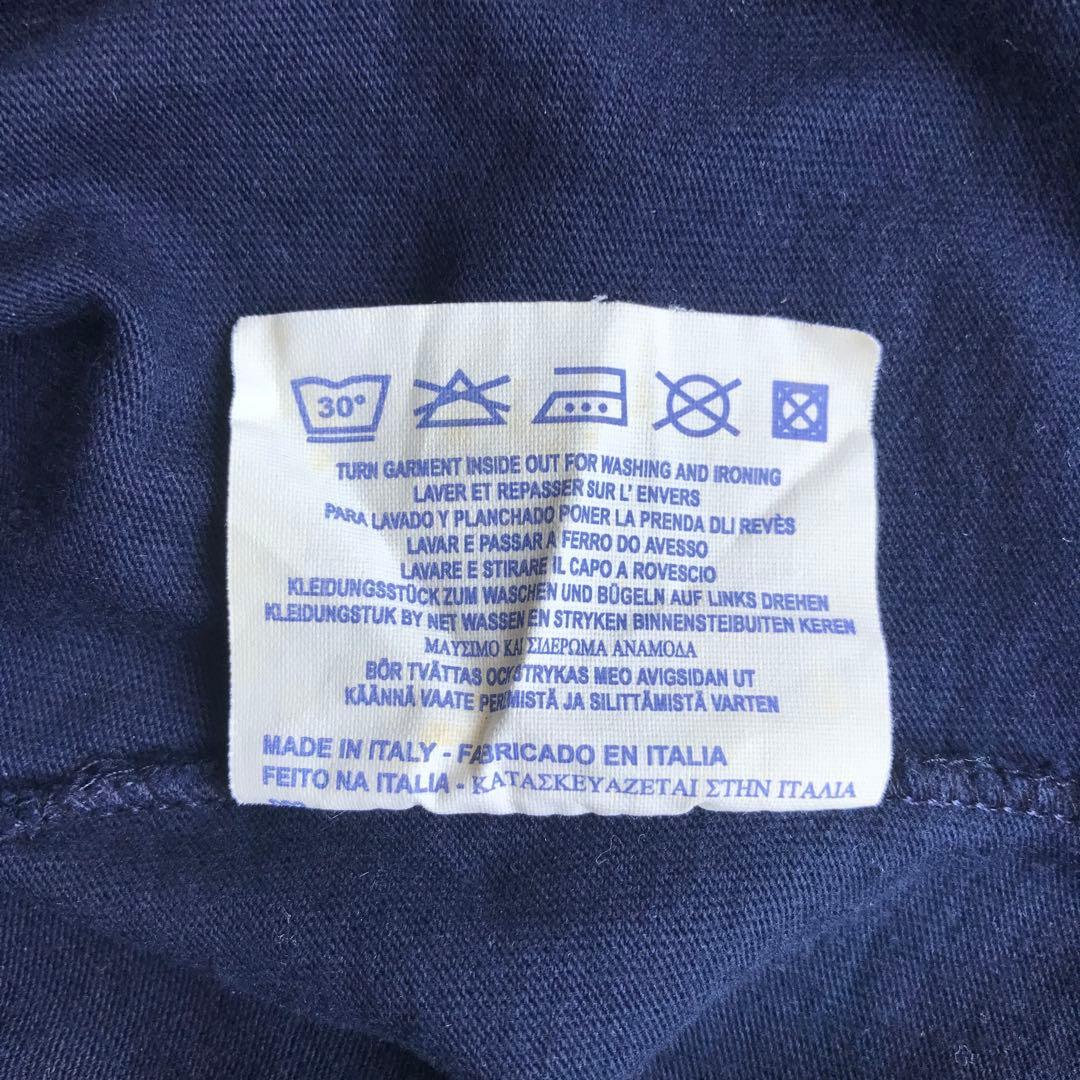 30°
TURN GARMENT INSIDE OUT FOR WASHING AND IRONING
LAVER ET REPASSER SUR L' ENVERS
PARA LAVADO Y PLANCHADO PONER LA PRENDA DLI REVÈS
LAVAR E PASSAR A FERRO DO AVESSO
LAVARE E STIRARE IL CAPO A ROVESCIO
KLEIDUNGSSTÜCK ZUM WASCHEN UND BÜGELN AUF LINKS DREHEN
KLEIDUNGSTUK BY NET WASSEN EN STRYKEN BINNENSTEIBUITEN KEREN
ΜΑΥΣΙΜΟ ΚΑΙ ΣΙΔΕΡΩΜΑ ΑΝΑΜΟΔΑ
BÖR TVÄTTAS OCK STRYKAS MEO AVIGSIDAN UT
KÄÄNNÄ VAATE PERUMISTÄ JA SILITTÄMISTÄ VARTEN
MADE IN ITALY - FABRICADO EN ITALIA
FEITO NA ITALIA - ΚΑΤΑΣΚΕΥΑΖΕΤΑΙ ΣΤΗΝ ΙΤΑΛΙΑ